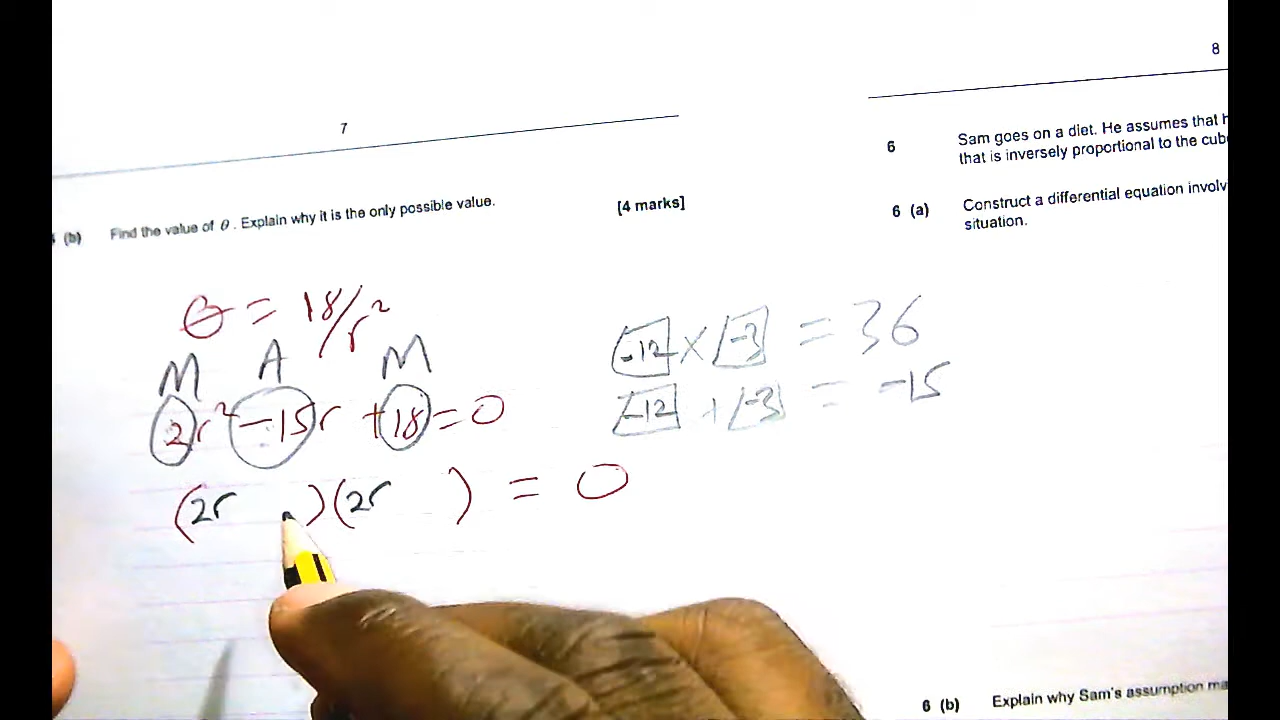 7
(b) Find the value of θ. Explain why it is the only possible value. [4 marks]
θ = 18/r²
M A M
2r² -15r +18 = 0
(2r )(2r ) = 0
-12 × -3 = 36
-12 + -3 = -15
8
6 Sam goes on a diet. He assumes that
that is inversely proportional to the cub
6 (a) Construct a differential equation involv
situation.
6 (b) Explain why Sam's assumption ma